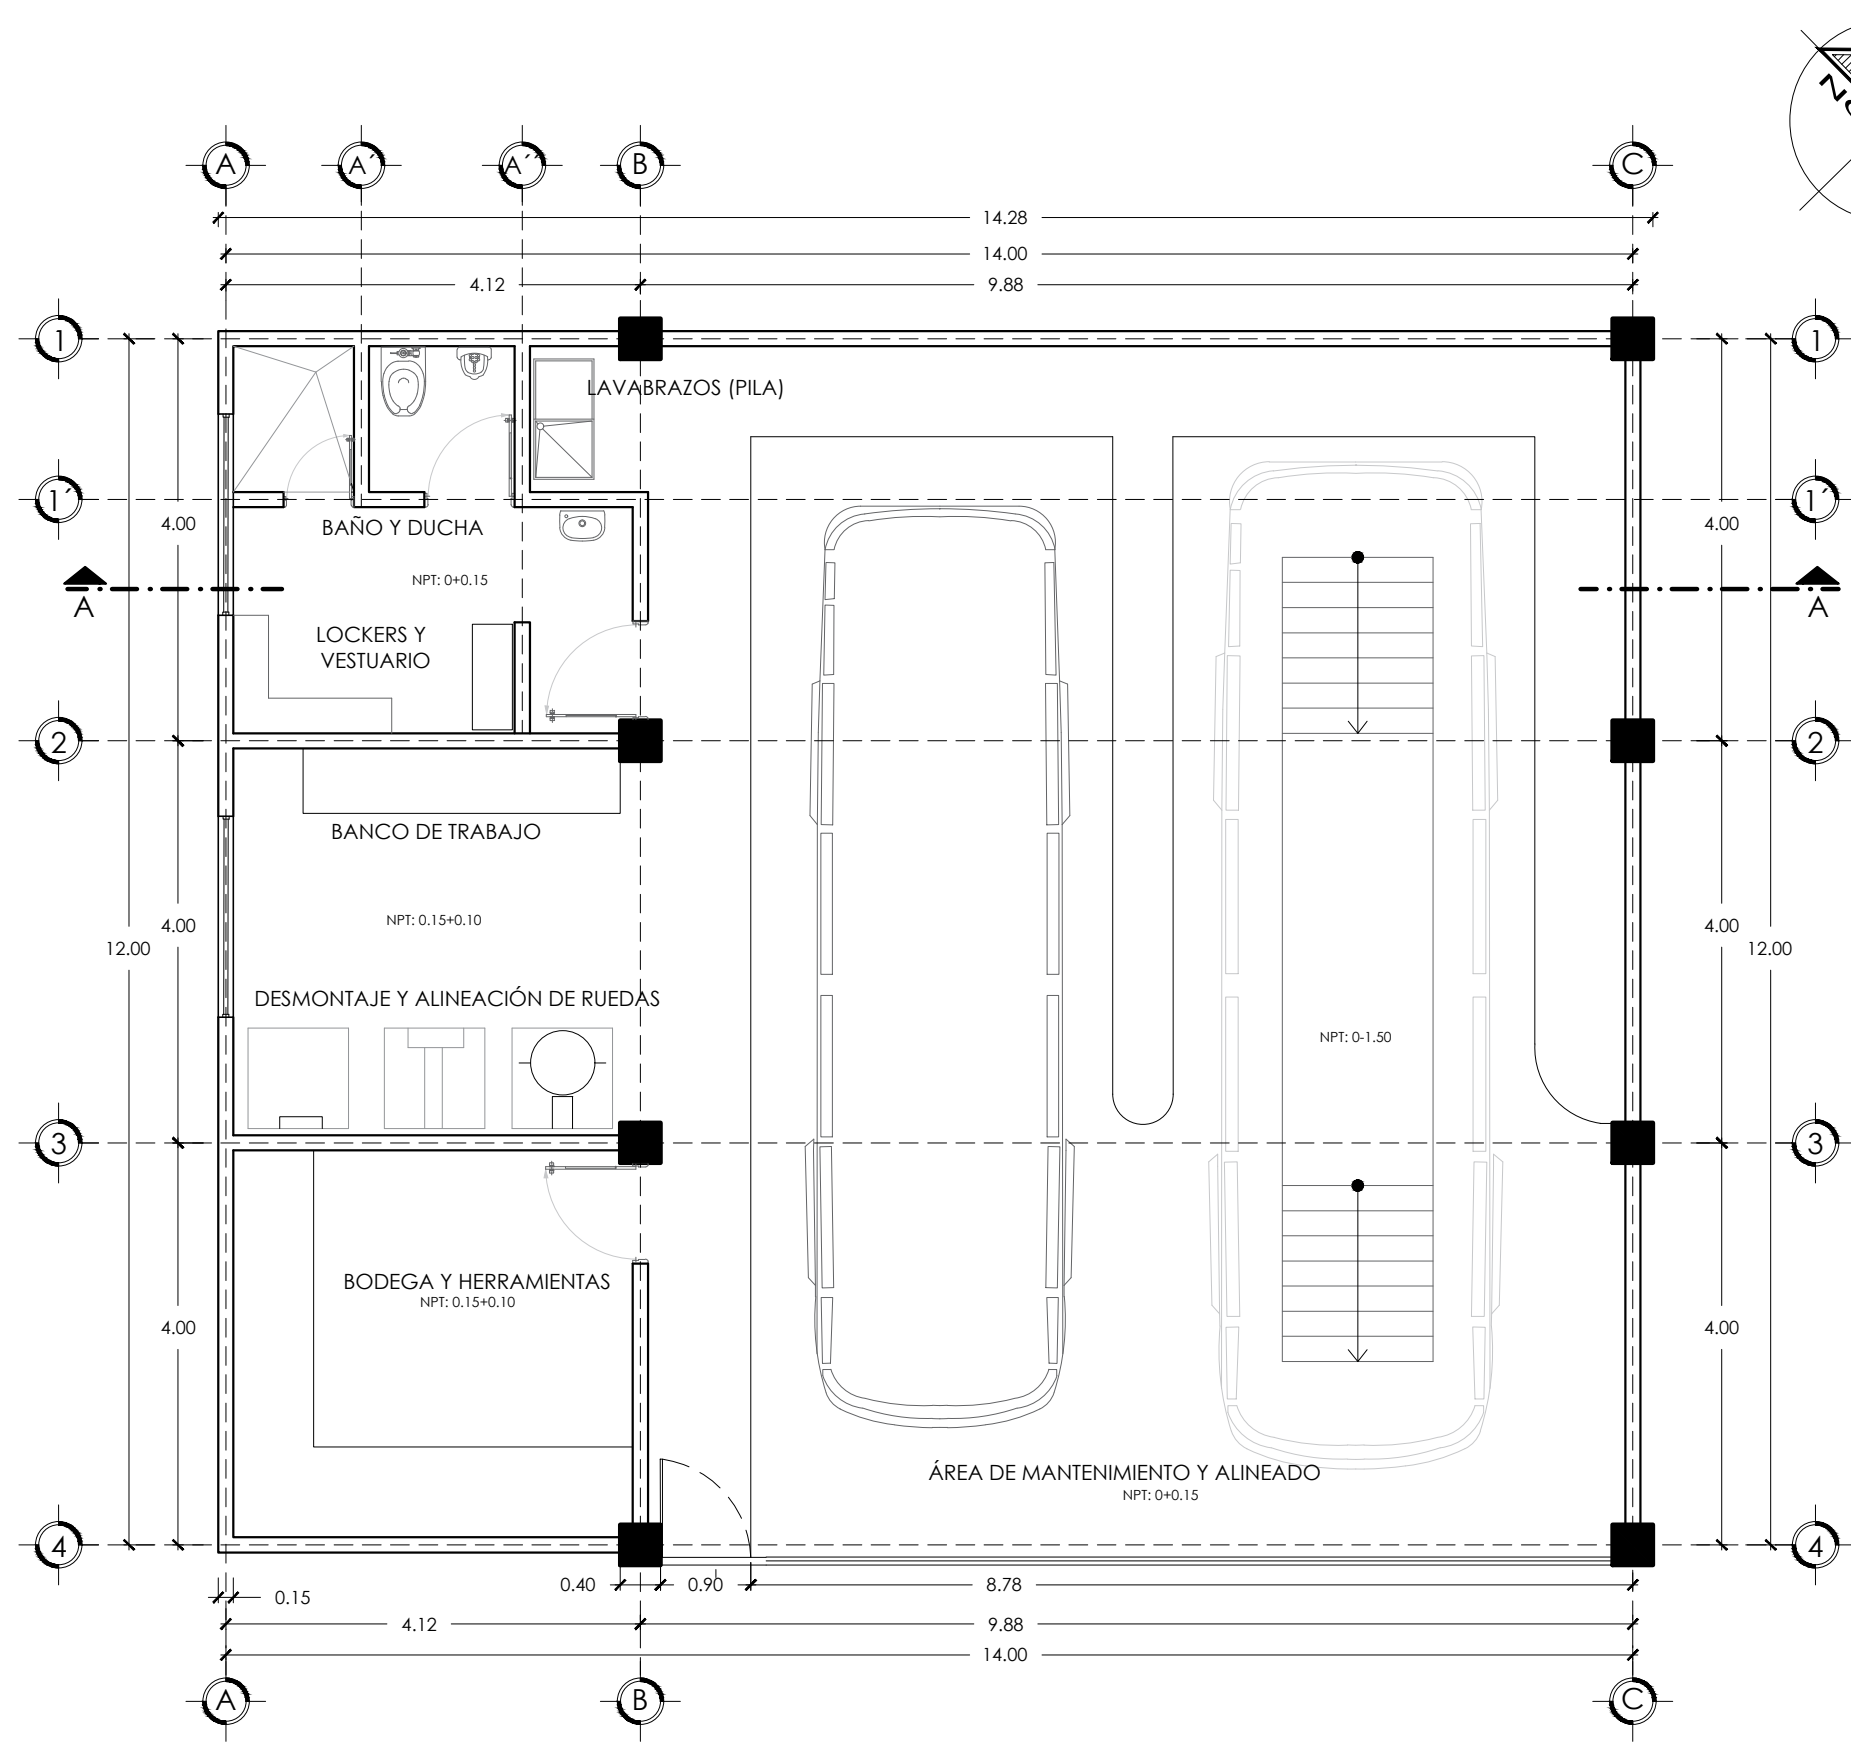 A A´ A´´ B C
14.28
14.00
4.12 9.88
1 1
LAVABRAZOS (PILA)
1´ 1´
4.00 4.00
BAÑO Y DUCHA
NPT: 0+0.15
A A
LOCKERS Y
VESTUARIO
2 2
BANCO DE TRABAJO
NPT: 0.15+0.10
4.00 4.00
12.00 12.00
DESMONTAJE Y ALINEACIÓN DE RUEDAS
NPT: 0-1.50
3 3
BODEGA Y HERRAMIENTAS
NPT: 0.15+0.10
4.00 4.00
ÁREA DE MANTENIMIENTO Y ALINEADO
NPT: 0+0.15
4 4
0.15 0.40 0.90 8.78
4.12 9.88
14.00
A B C